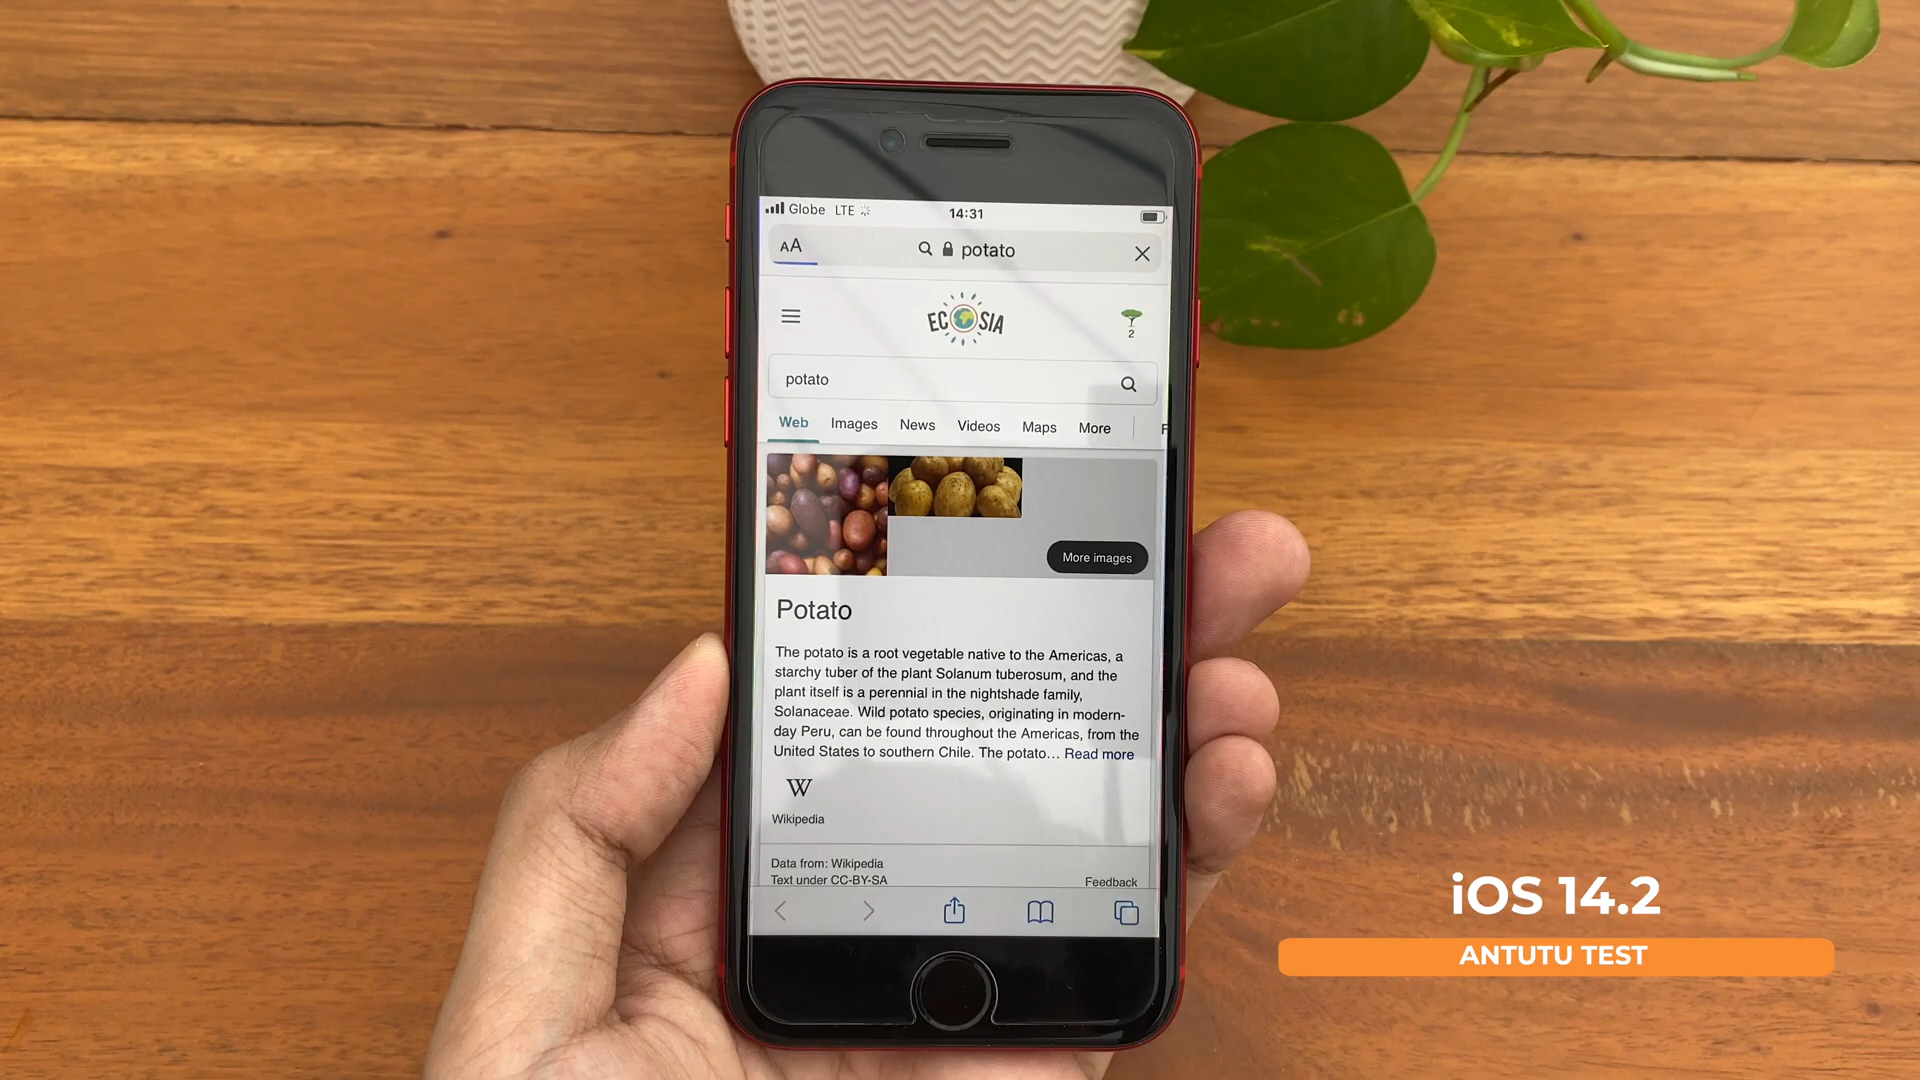 Globe LTE 14:31
AA potato
ECOSIA
2
potato
Web Images News Videos Maps More F
More images
Potato
The potato is a root vegetable native to the Americas, a
starchy tuber of the plant Solanum tuberosum, and the
plant itself is a perennial in the nightshade family,
Solanaceae. Wild potato species, originating in modern-
day Peru, can be found throughout the Americas, from the
United States to southern Chile. The potato... Read more
W
Wikipedia
Data from: Wikipedia
Text under CC-BY-SA
Feedback
iOS 14.2
ANTUTU TEST